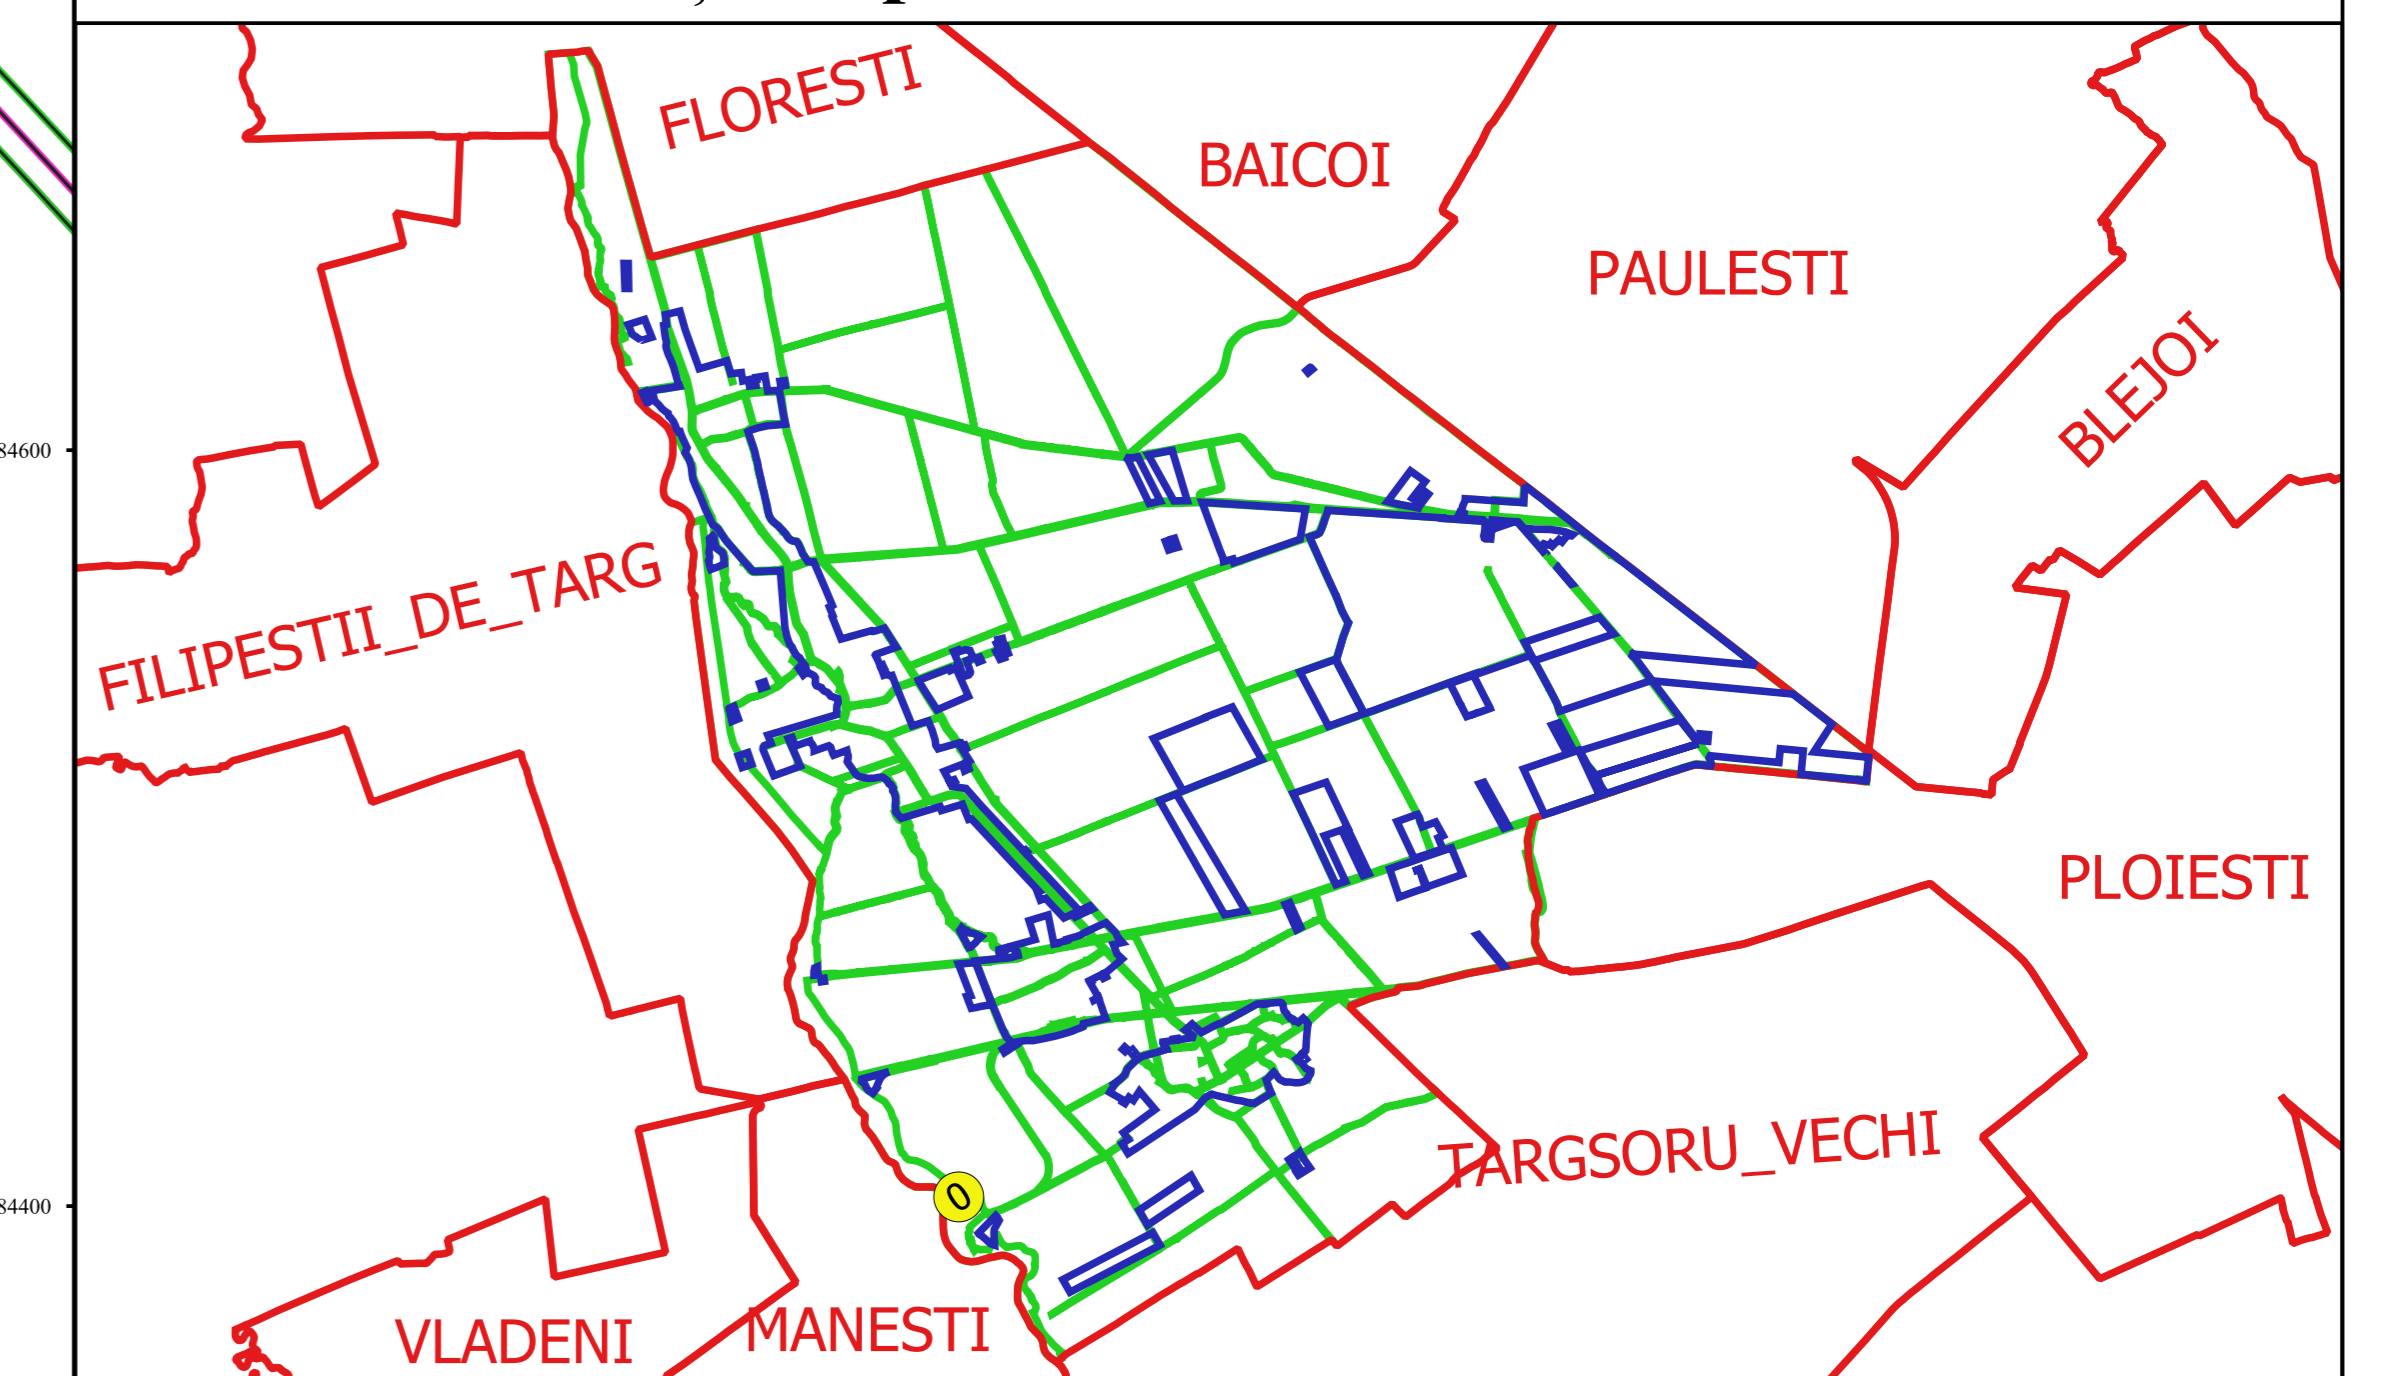 FLORESTI
BAICOI
PAULESTI
BLEJOI
84600
FILIPESTII_DE_TARG
PLOIESTI
TARGSORU_VECHI
0
84400
VLADENI
MANESTI